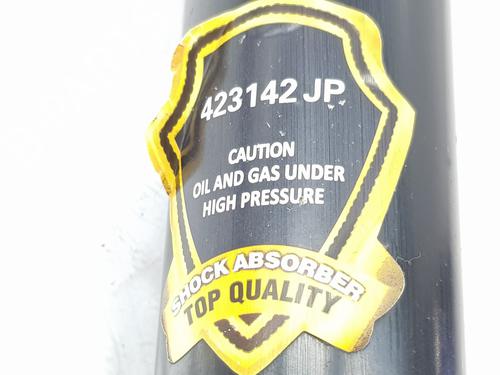 423142 JP
CAUTION
OIL AND GAS UNDER
HIGH PRESSURE
SHOCK ABSORBER
TOP QUALITY